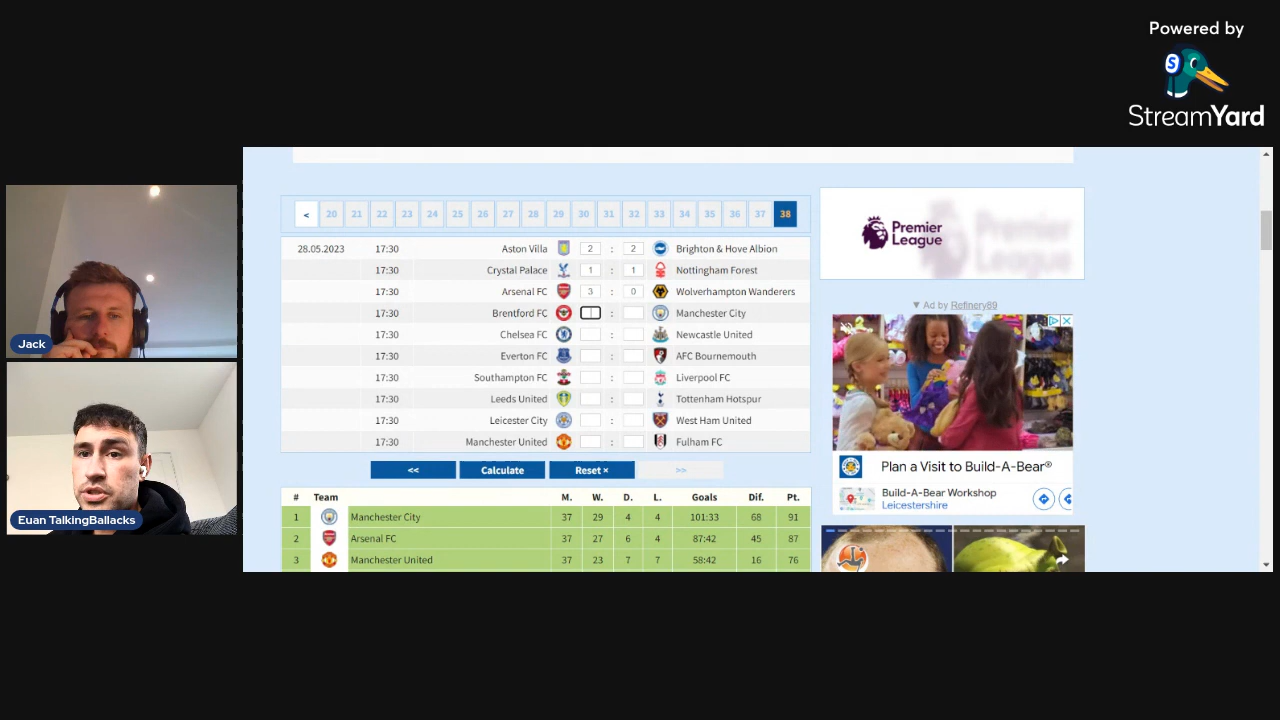 Powered by
StreamYard
Jack
Euan TalkingBallacks
< 20 21 22 23 24 25 26 27 28 29 30 31 32 33 34 35 36 37 38
28.05.2023 17:30 Aston Villa 2 : 2 Brighton & Hove Albion
17:30 Crystal Palace 1 : 1 Nottingham Forest
17:30 Arsenal FC 3 : 0 Wolverhampton Wanderers
17:30 Brentford FC : Manchester City
17:30 Chelsea FC : Newcastle United
17:30 Everton FC : AFC Bournemouth
17:30 Southampton FC : Liverpool FC
17:30 Leeds United : Tottenham Hotspur
17:30 Leicester City : West Ham United
17:30 Manchester United : Fulham FC
<< Calculate Reset × >>
# Team M. W. D. L. Goals Dif. Pt.
1 Manchester City 37 29 4 4 101:33 68 91
2 Arsenal FC 37 27 6 4 87:42 45 87
3 Manchester United 37 23 7 7 58:42 16 76
Premier
League
▼ Ad by Refinery89
Plan a Visit to Build-A-Bear®
Build-A-Bear Workshop
Leicestershire